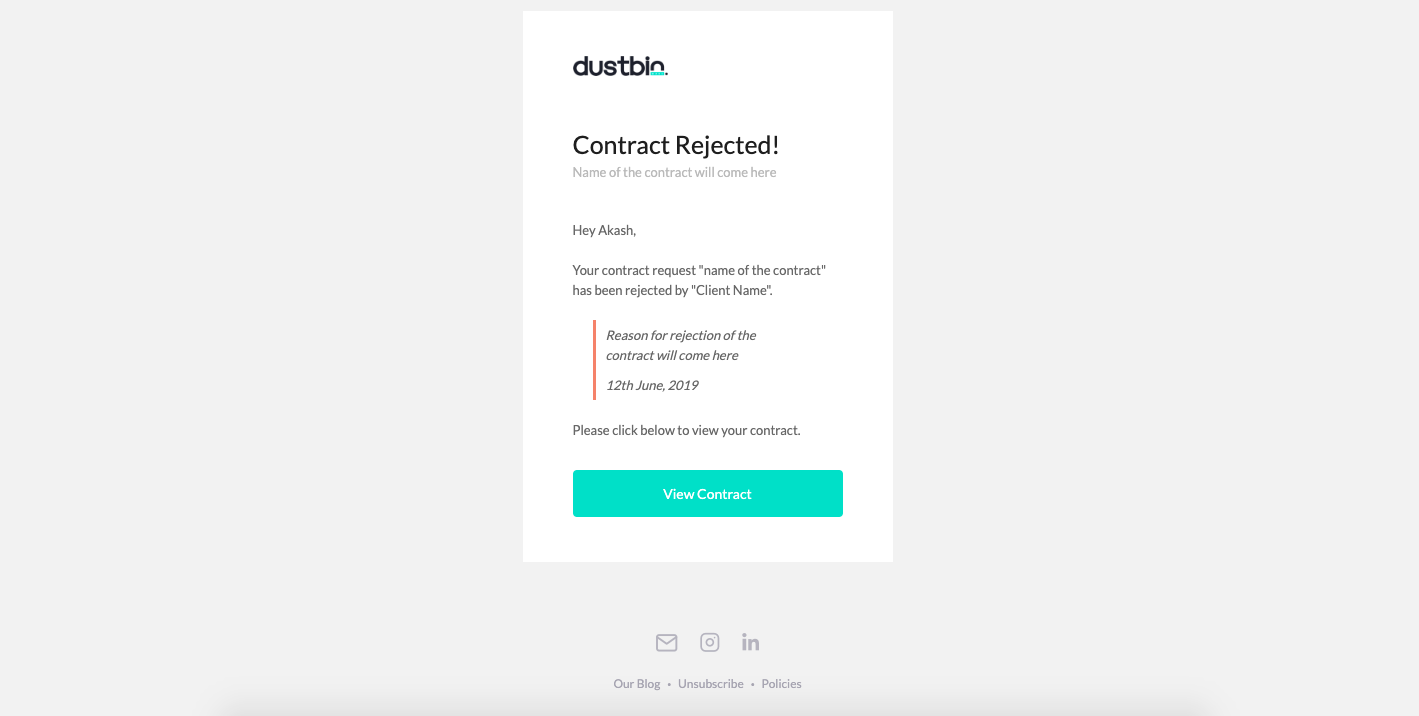 dustbin.
Contract Rejected!
Name of the contract will come here
Hey Akash,
Your contract request "name of the contract"
has been rejected by "Client Name".
Reason for rejection of the
contract will come here
12th June, 2019
Please click below to view your contract.
View Contract
in
Our Blog • Unsubscribe • Policies